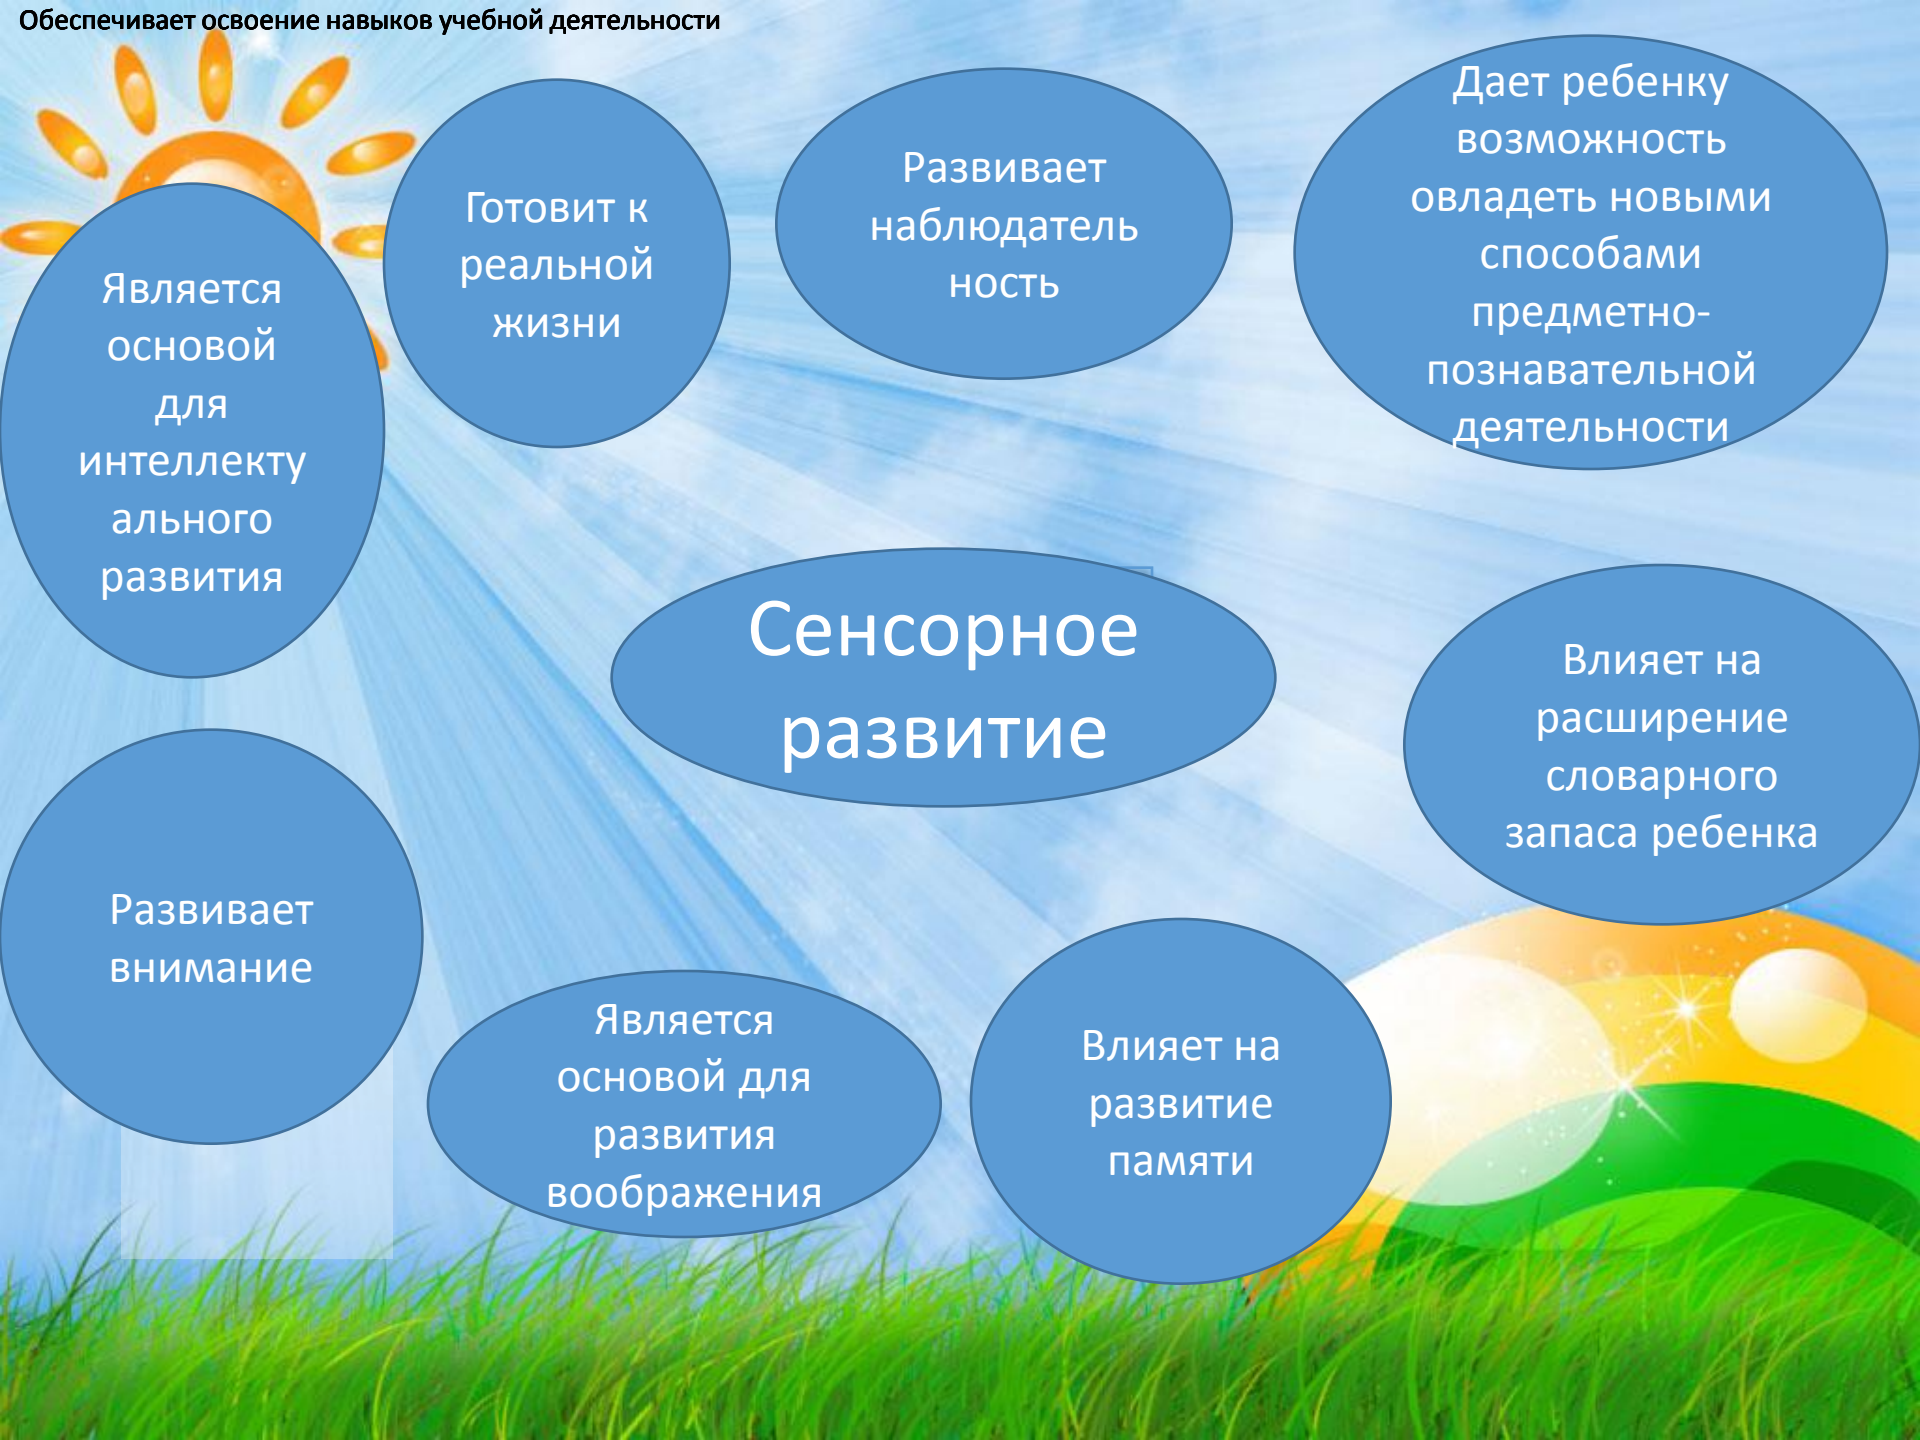 Обеспечивает освоение навыков учебной деятельности
Является
основой
для
интеллекту
ального
развития
Готовит к
реальной
жизни
Развивает
наблюдатель
ность
Дает ребенку
возможность
овладеть новыми
способами
предметно-
познавательной
деятельности
Сенсорное
развитие
Влияет на
расширение
словарного
запаса ребенка
Развивает
внимание
Является
основой для
развития
воображения
Влияет на
развитие
памяти